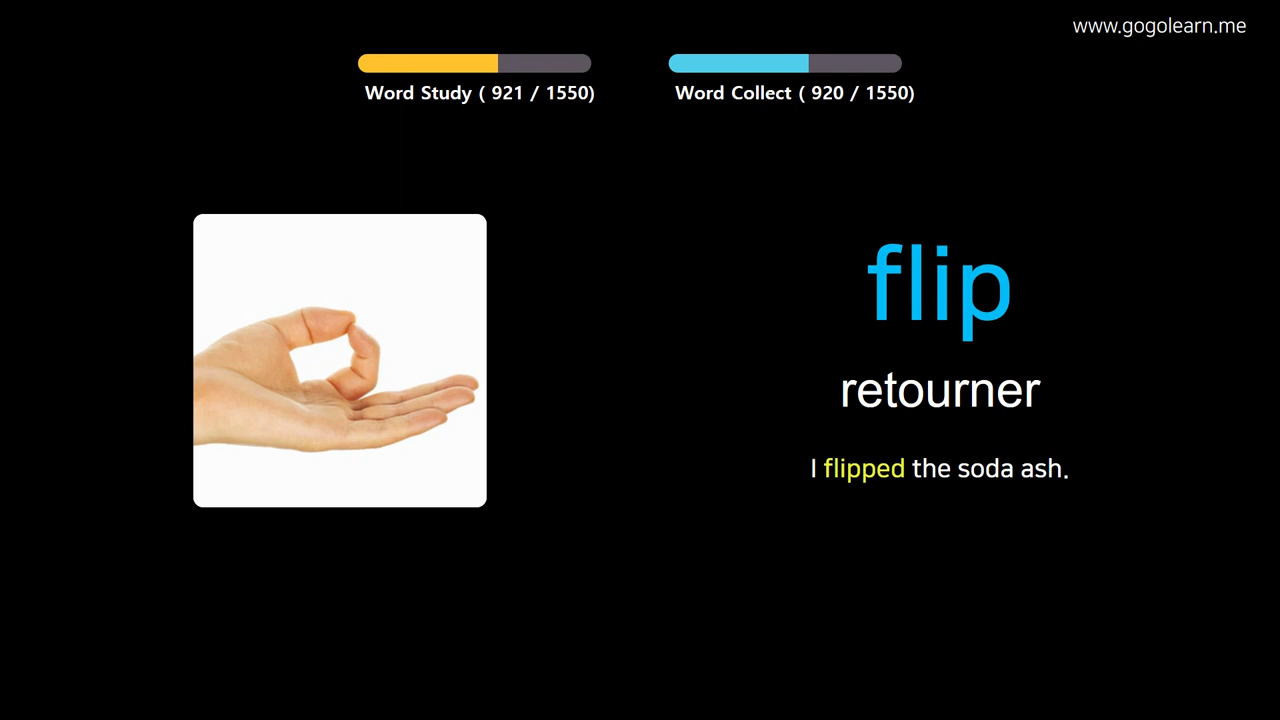 www.gogolearn.me
Word Study ( 921 / 1550)
Word Collect ( 920 / 1550)
flip
retourner
I flipped the soda ash.